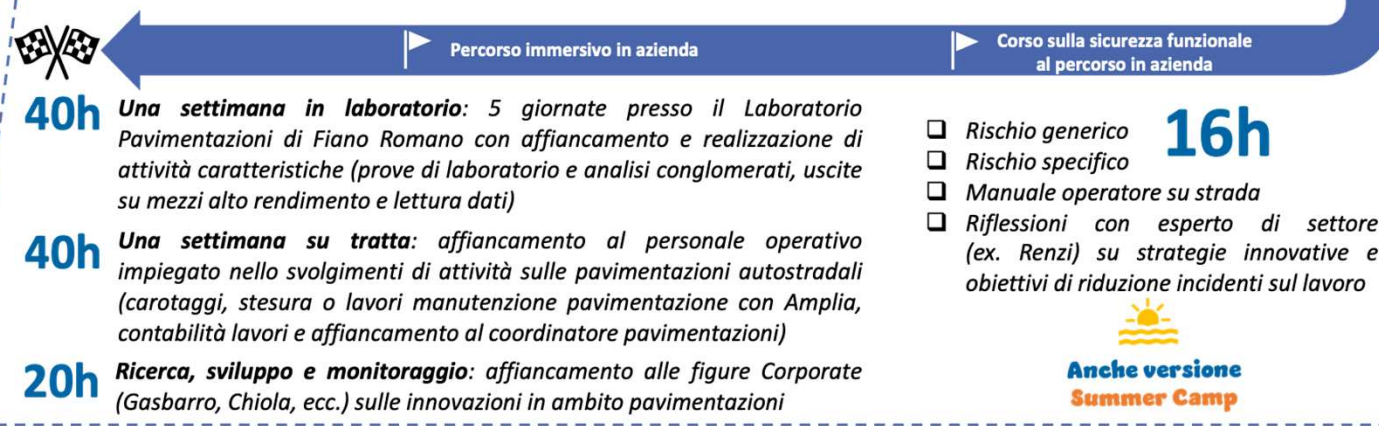 Percorso immersivo in azienda
Corso sulla sicurezza funzionale
al percorso in azienda
40h
Una settimana in laboratorio: 5 giornate presso il Laboratorio
Pavimentazioni di Fiano Romano con affiancamento e realizzazione di
attività caratteristiche (prove di laboratorio e analisi conglomerati, uscite
su mezzi alto rendimento e lettura dati)
40h
Una settimana su tratta: affiancamento al personale operativo
impiegato nello svolgimenti di attività sulle pavimentazioni autostradali
(carotaggi, stesura o lavori manutenzione pavimentazione con Amplia,
contabilità lavori e affiancamento al coordinatore pavimentazioni)
20h
Ricerca, sviluppo e monitoraggio: affiancamento alle figure Corporate
(Gasbarro, Chiola, ecc.) sulle innovazioni in ambito pavimentazioni
16h
Rischio generico
Rischio specifico
Manuale operatore su strada
Riflessioni con esperto di settore
(ex. Renzi) su strategie innovative e
obiettivi di riduzione incidenti sul lavoro
Anche versione
Summer Camp